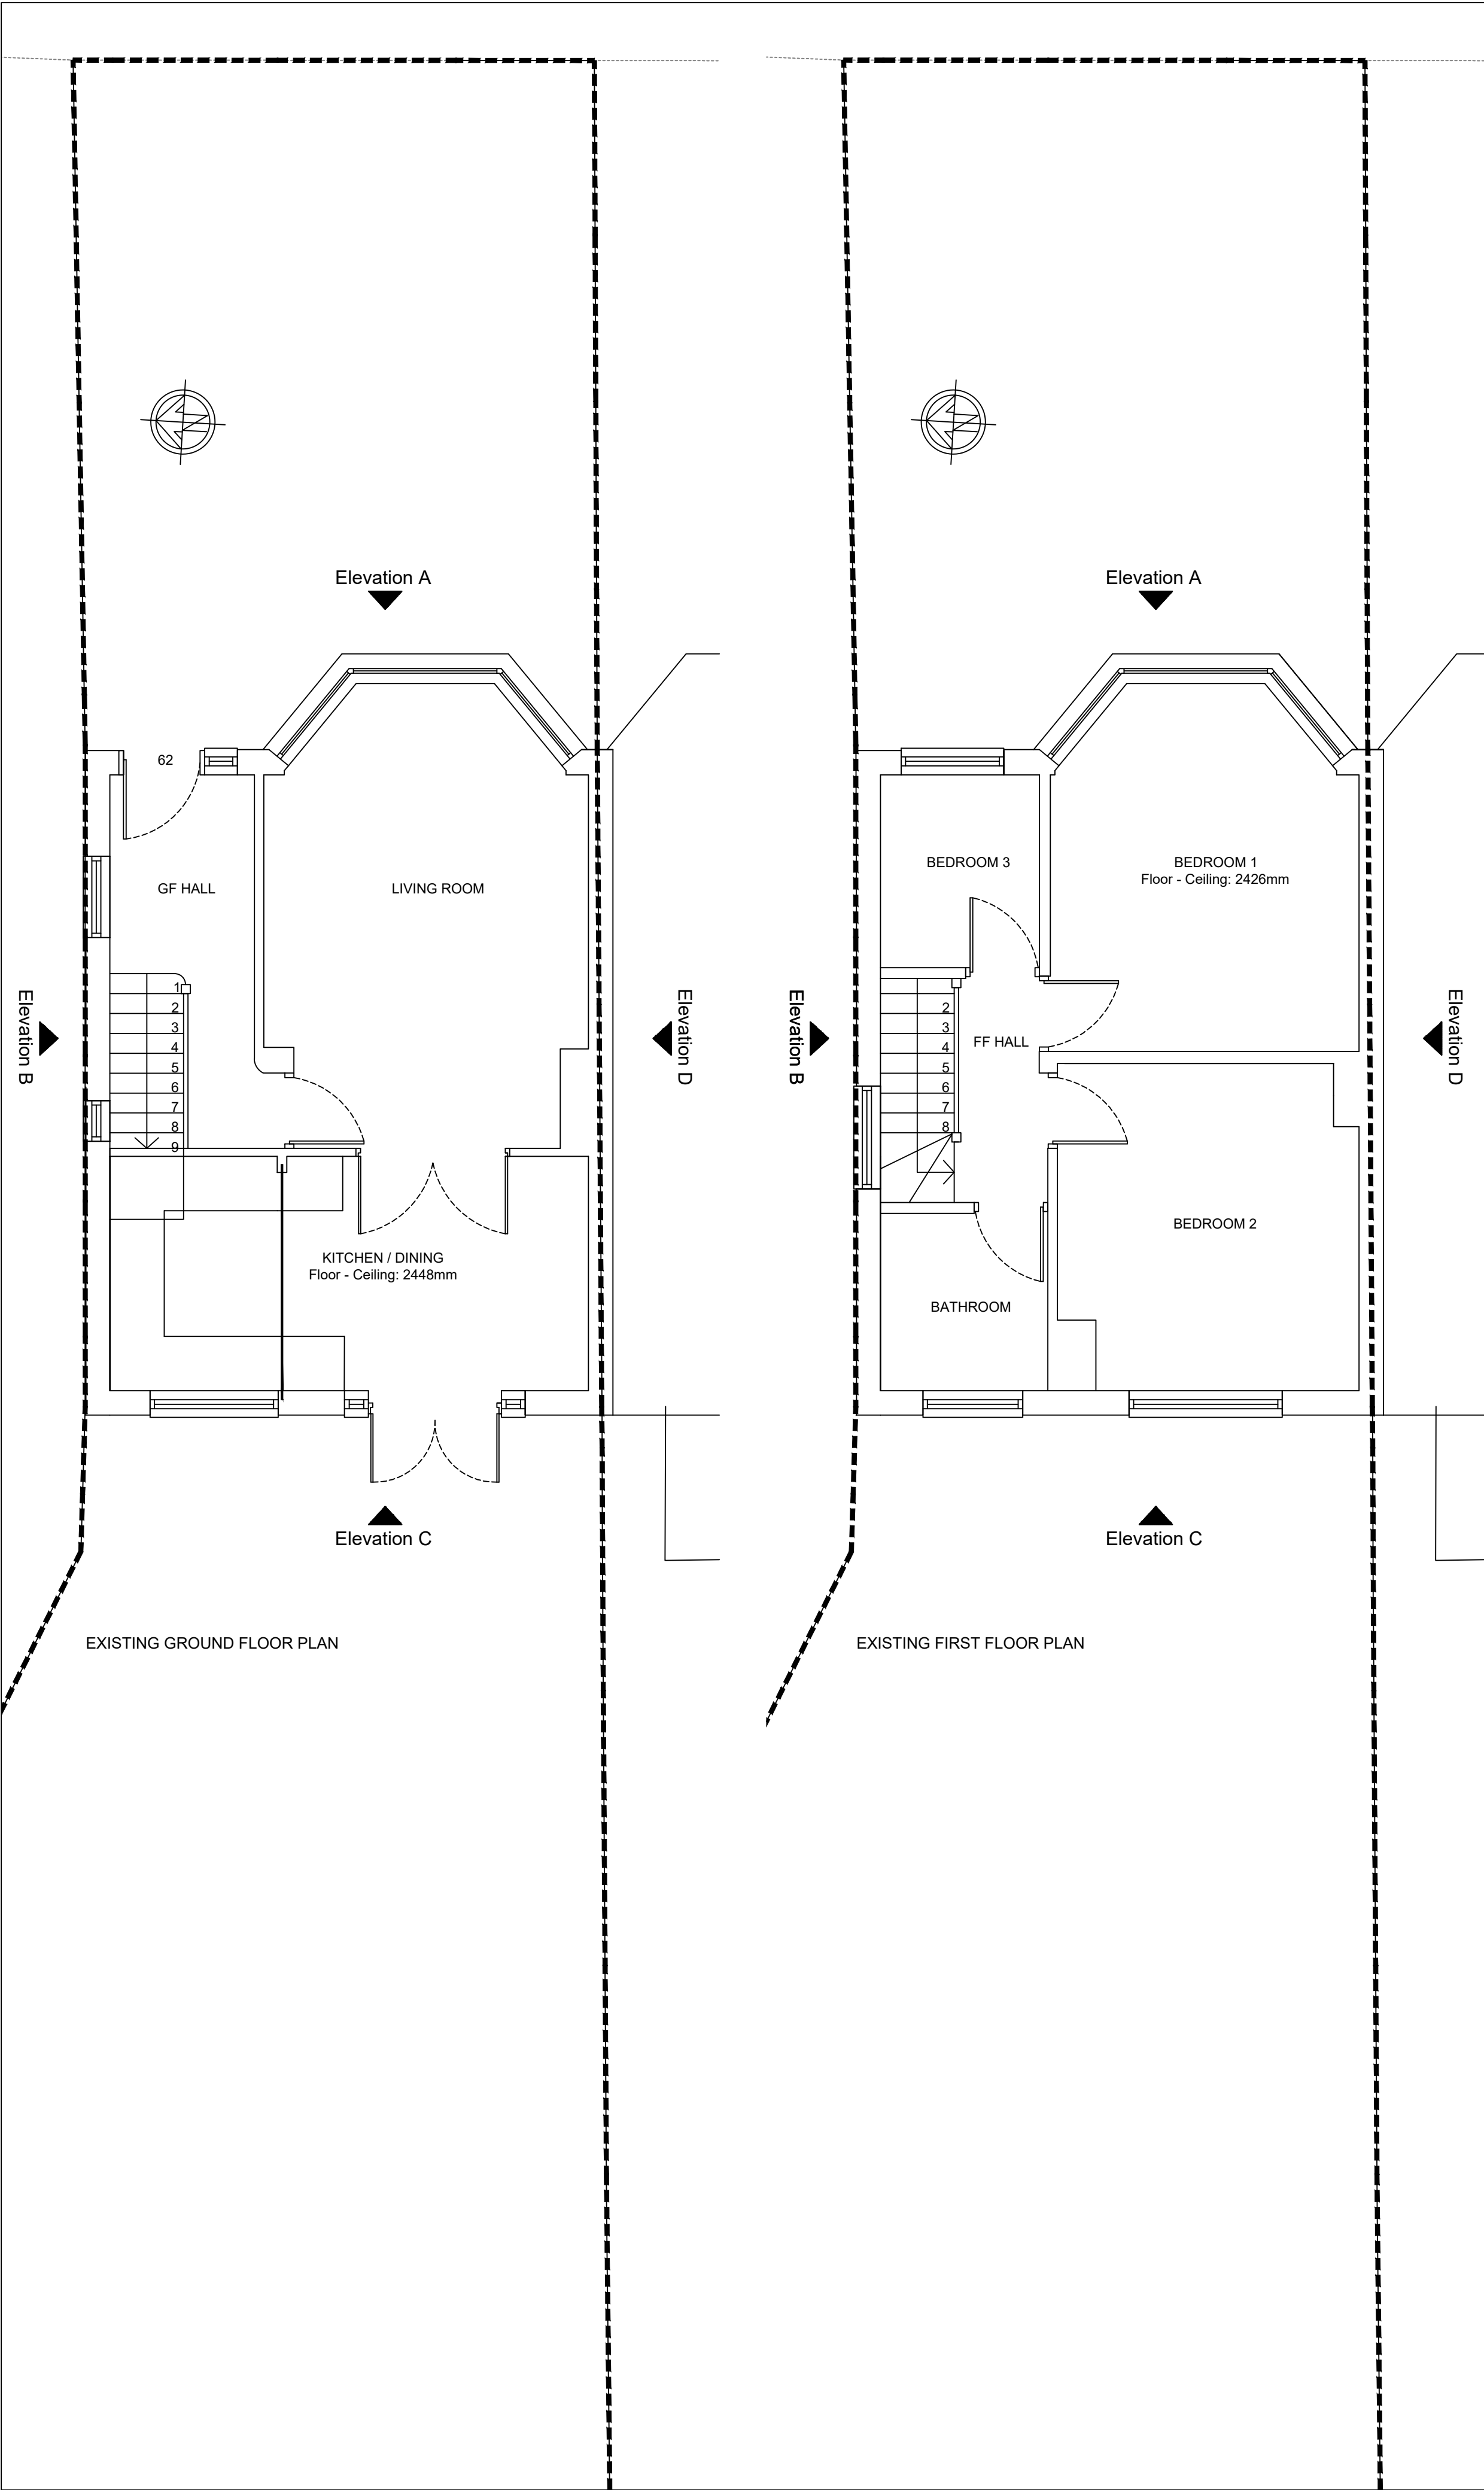 Elevation A
62
GF HALL
LIVING ROOM
1
2
3
4
5
6
7
8
9
Elevation B
Elevation D
KITCHEN / DINING
Floor - Ceiling: 2448mm
Elevation C
EXISTING GROUND FLOOR PLAN
Elevation A
BEDROOM 3
BEDROOM 1
Floor - Ceiling: 2426mm
FF HALL
2
3
4
5
6
7
8
Elevation B
Elevation D
BEDROOM 2
BATHROOM
Elevation C
EXISTING FIRST FLOOR PLAN